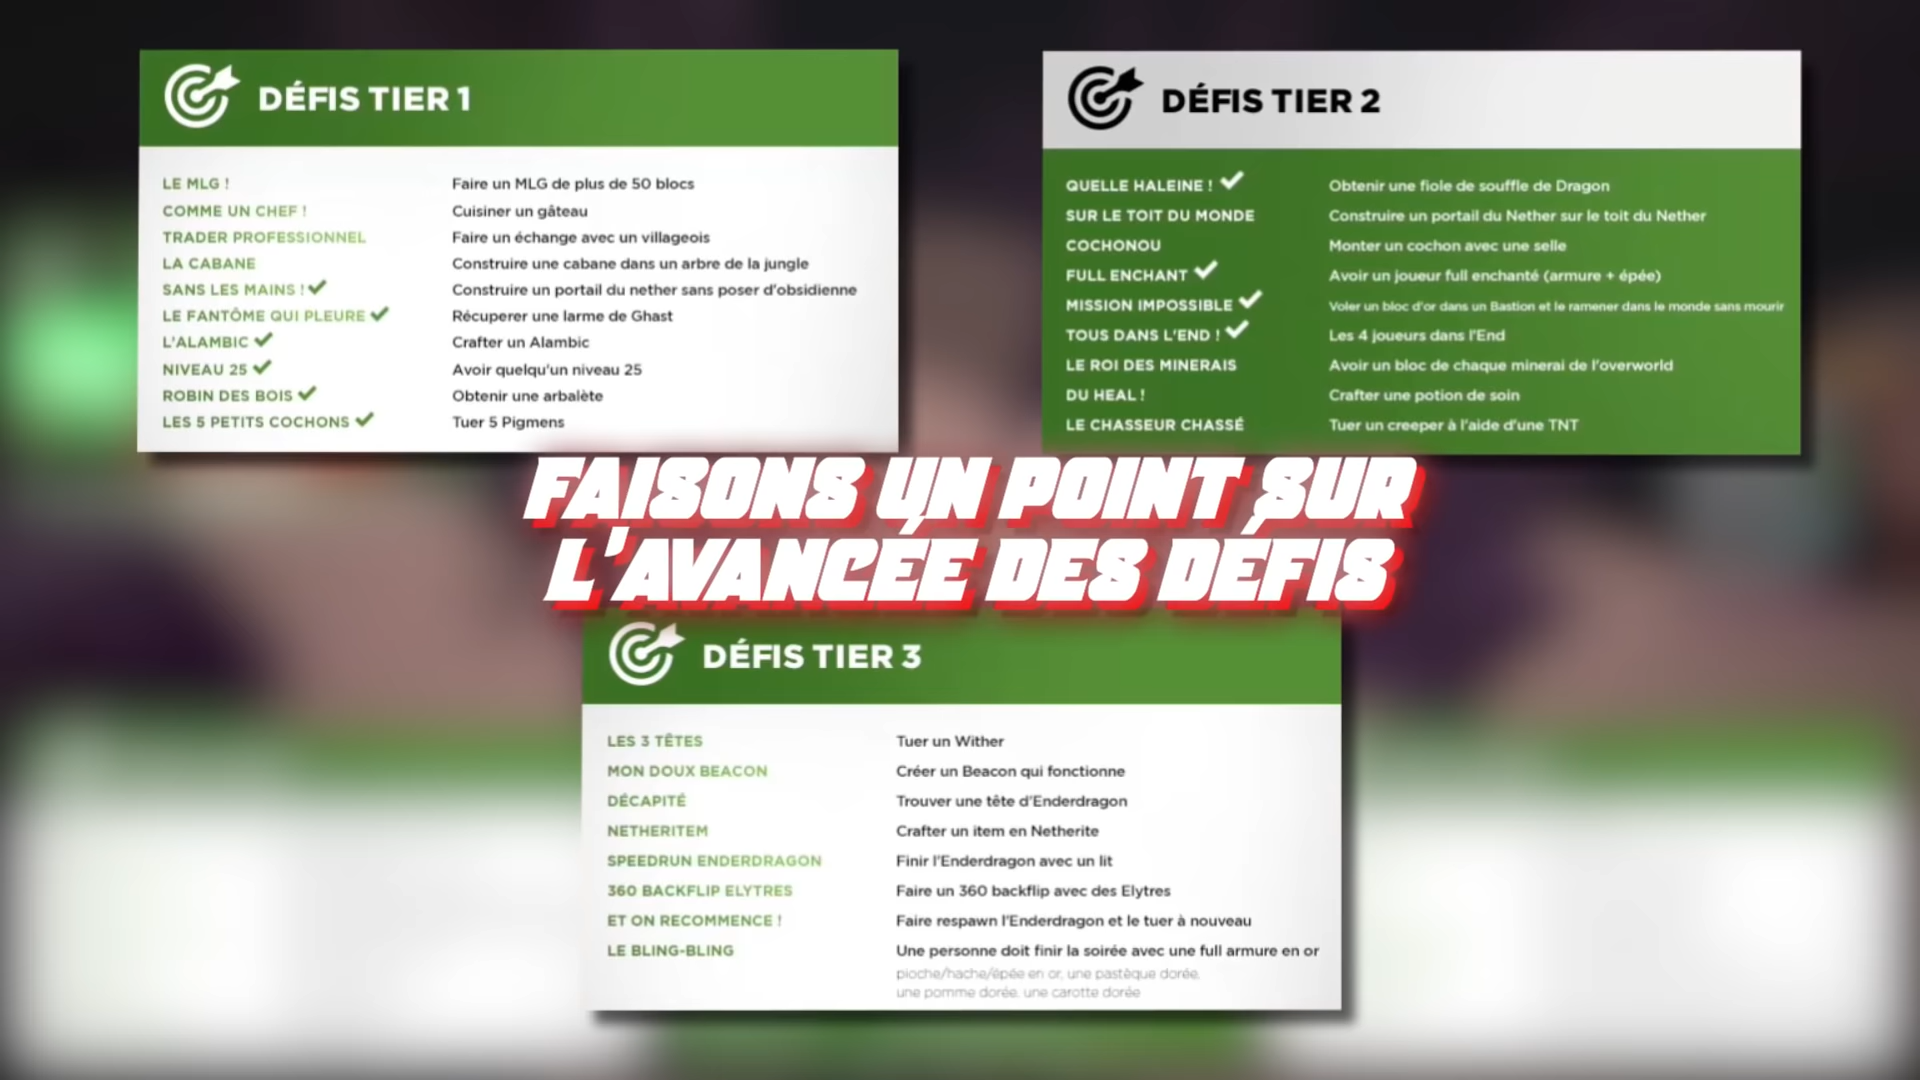 DÉFIS TIER 1
LE MLG ! Faire un MLG de plus de 50 blocs
COMME UN CHEF ! Cuisiner un gâteau
TRADER PROFESSIONNEL Faire un échange avec un villageois
LA CABANE Construire une cabane dans un arbre de la jungle
SANS LES MAINS ! Construire un portail du nether sans poser d'obsidienne
LE FANTÔME QUI PLEURE Récuperer une larme de Ghast
L'ALAMBIC Crafter un Alambic
NIVEAU 25 Avoir quelqu'un niveau 25
ROBIN DES BOIS Obtenir une arbalète
LES 5 PETITS COCHONS Tuer 5 Pigmens
DÉFIS TIER 2
QUELLE HALEINE ! Obtenir une fiole de souffle de Dragon
SUR LE TOIT DU MONDE Construire un portail du Nether sur le toit du Nether
COCHONOU Monter un cochon avec une selle
FULL ENCHANT Avoir un joueur full enchanté (armure + épée)
MISSION IMPOSSIBLE Voler un bloc d'or dans un Bastion et le ramener dans le monde sans mourir
TOUS DANS L'END ! Les 4 joueurs dans l'End
LE ROI DES MINERAIS Avoir un bloc de chaque minerai de l'overworld
DU HEAL ! Crafter une potion de soin
LE CHASSEUR CHASSÉ Tuer un creeper à l'aide d'une TNT
FAISONS UN POINT SUR
L'AVANCÉE DES DÉFIS
DÉFIS TIER 3
LES 3 TÊTES Tuer un Wither
MON DOUX BEACON Créer un Beacon qui fonctionne
DÉCAPITÉ Trouver une tête d'Enderdragon
NETHERITEM Crafter un item en Netherite
SPEEDRUN ENDERDRAGON Finir l'Enderdragon avec un lit
360 BACKFLIP ELYTRES Faire un 360 backflip avec des Elytres
ET ON RECOMMENCE ! Faire respawn l'Enderdragon et le tuer à nouveau
LE BLING-BLING Une personne doit finir la soirée avec une full armure en or
pioche/hache/épée en or, une pastèque dorée,
une pomme dorée, une carotte dorée